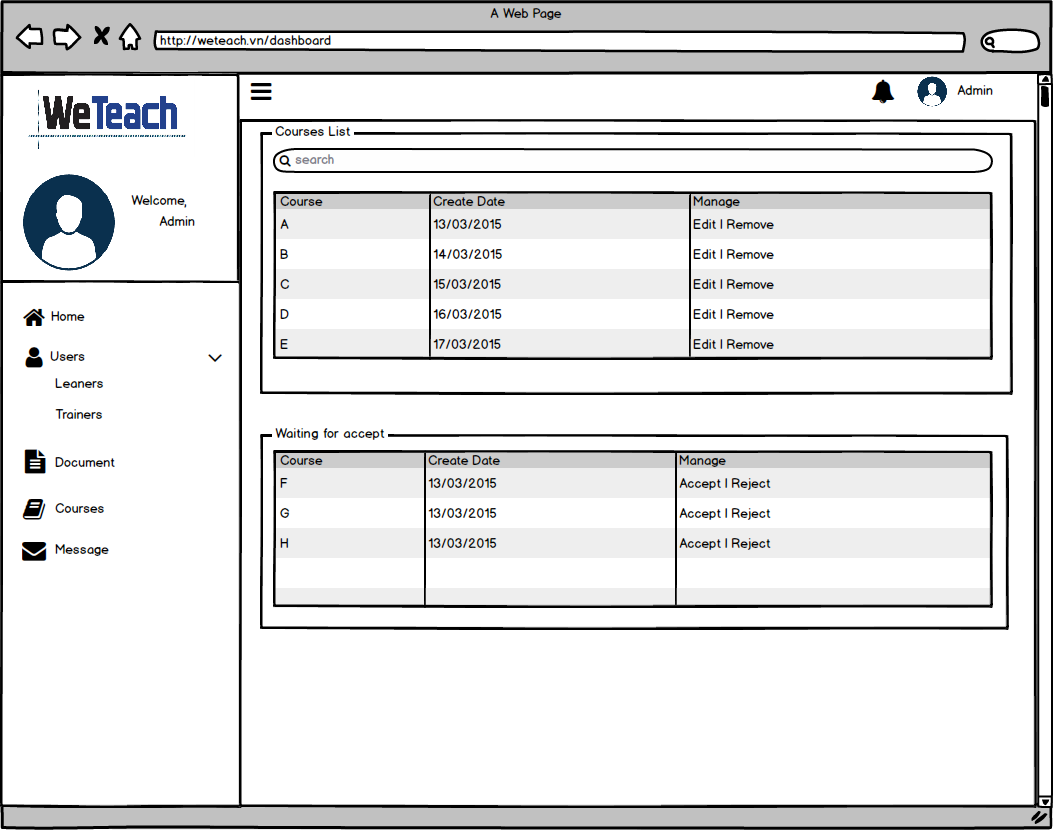 A Web Page
http://weteach.vn/dashboard
WeTeach
Admin
Welcome,
Admin
Home
Users
Leaners
Trainers
Document
Courses
Message
Courses List
search
Course Create Date Manage
A 13/03/2015 Edit | Remove
B 14/03/2015 Edit | Remove
C 15/03/2015 Edit | Remove
D 16/03/2015 Edit | Remove
E 17/03/2015 Edit | Remove
Waiting for accept
Course Create Date Manage
F 13/03/2015 Accept | Reject
G 13/03/2015 Accept | Reject
H 13/03/2015 Accept | Reject